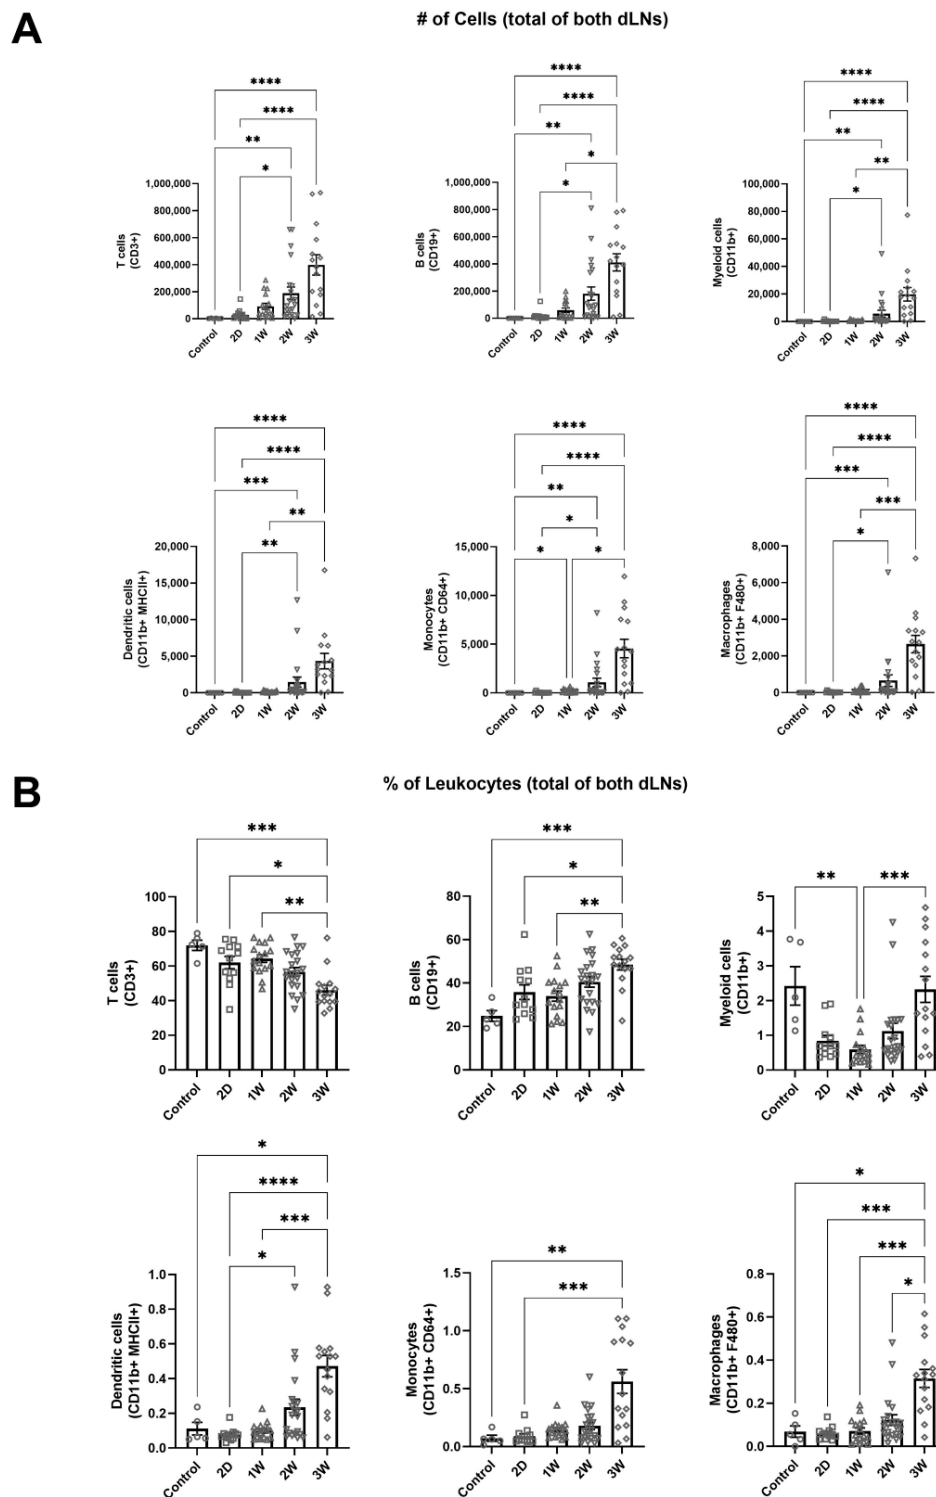 A
# of Cells (total of both dLNs)
****
****
**
*
T cells
(CD3+)
1,000,000
800,000
600,000
400,000
200,000
0
Control
2D
1W
2W
3W
****
****
**
*
*
B cells
(CD19+)
1,000,000
800,000
600,000
400,000
200,000
0
Control
2D
1W
2W
3W
****
****
**
**
*
Myeloid cells
(CD11b+)
100,000
80,000
60,000
40,000
20,000
0
Control
2D
1W
2W
3W
****
****
***
**
**
Dendritic cells
(CD11b+ MHCII+)
20,000
15,000
10,000
5,000
0
Control
2D
1W
2W
3W
****
****
**
*
*
*
Monocytes
(CD11b+ CD64+)
15,000
10,000
5,000
0
Control
2D
1W
2W
3W
****
****
***
***
*
Macrophages
(CD11b+ F480+)
8,000
6,000
4,000
2,000
0
Control
2D
1W
2W
3W
B
% of Leukocytes (total of both dLNs)
***
*
**
T cells
(CD3+)
100
80
60
40
20
0
Control
2D
1W
2W
3W
***
*
**
B cells
(CD19+)
80
60
40
20
0
Control
2D
1W
2W
3W
**
***
Myeloid cells
(CD11b+)
5
4
3
2
1
0
Control
2D
1W
2W
3W
*
****
***
*
Dendritic cells
(CD11b+ MHCII+)
1.0
0.8
0.6
0.4
0.2
0.0
Control
2D
1W
2W
3W
**
***
Monocytes
(CD11b+ CD64+)
1.5
1.0
0.5
0.0
Control
2D
1W
2W
3W
*
***
***
*
Macrophages
(CD11b+ F480+)
0.8
0.6
0.4
0.2
0.0
Control
2D
1W
2W
3W